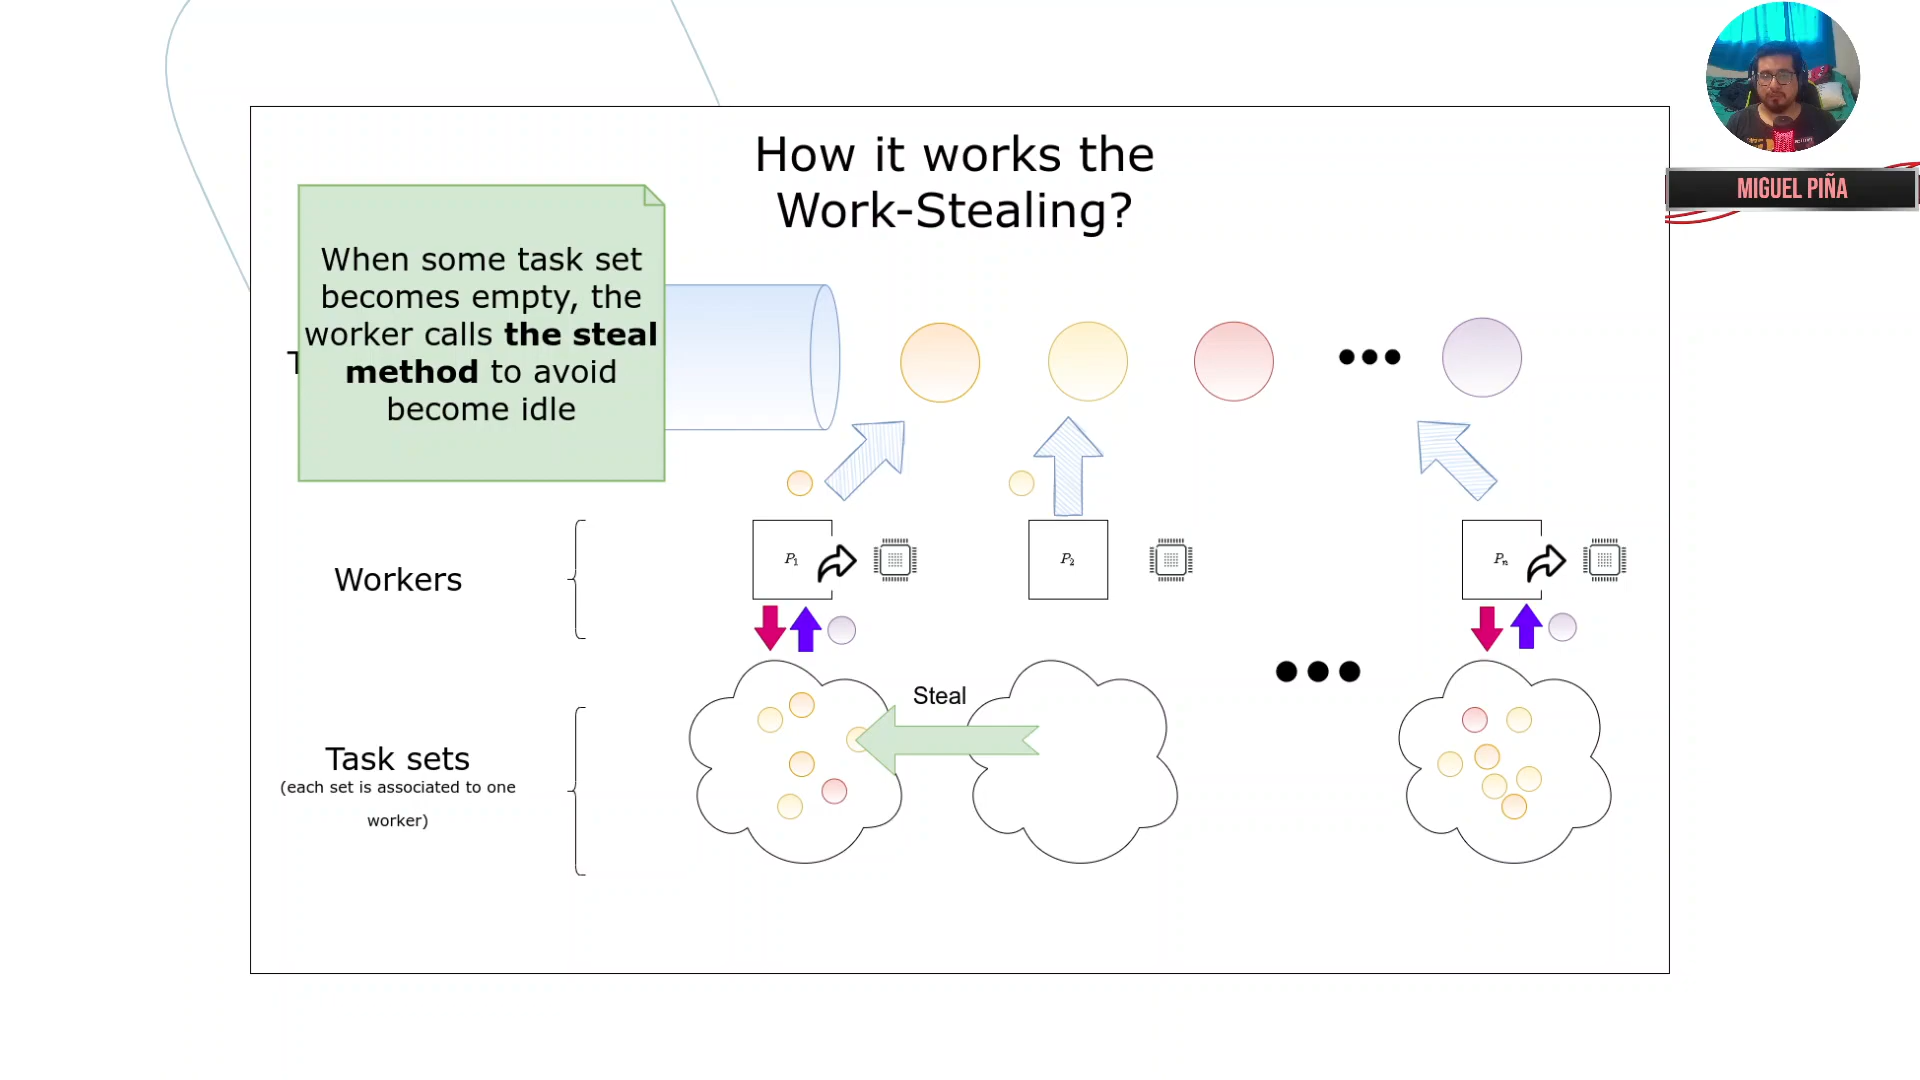 How it works the
Work-Stealing?
MIGUEL PIÑA
When some task set
becomes empty, the
worker calls the steal
method to avoid
become idle
Workers
P1
P2
Pn
Steal
Task sets
(each set is associated to one
worker)